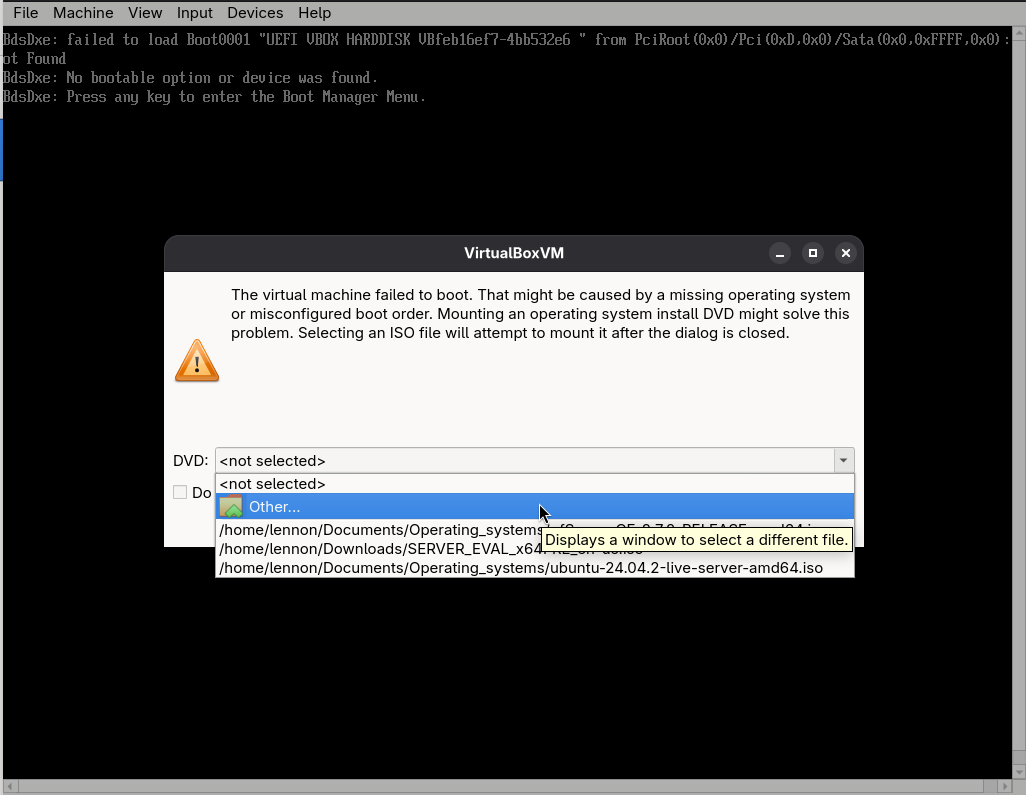 File Machine View Input Devices Help
BdsDxe: failed to load Boot0001 "UEFI VBOX HARDDISK VBfeb16ef7-4bb532e6 " from PciRoot(0x0)/Pci(0xD,0x0)/Sata(0x0,0xFFFF,0x0):
ot Found
BdsDxe: No bootable option or device was found.
BdsDxe: Press any key to enter the Boot Manager Menu.
VirtualBoxVM
The virtual machine failed to boot. That might be caused by a missing operating system
or misconfigured boot order. Mounting an operating system install DVD might solve this
problem. Selecting an ISO file will attempt to mount it after the dialog is closed.
DVD: <not selected>
<not selected>
Do
Other...
/home/lennon/Documents/Operating_systems
Displays a window to select a different file.
/home/lennon/Downloads/SERVER_EVAL_x64
/home/lennon/Documents/Operating_systems/ubuntu-24.04.2-live-server-amd64.iso